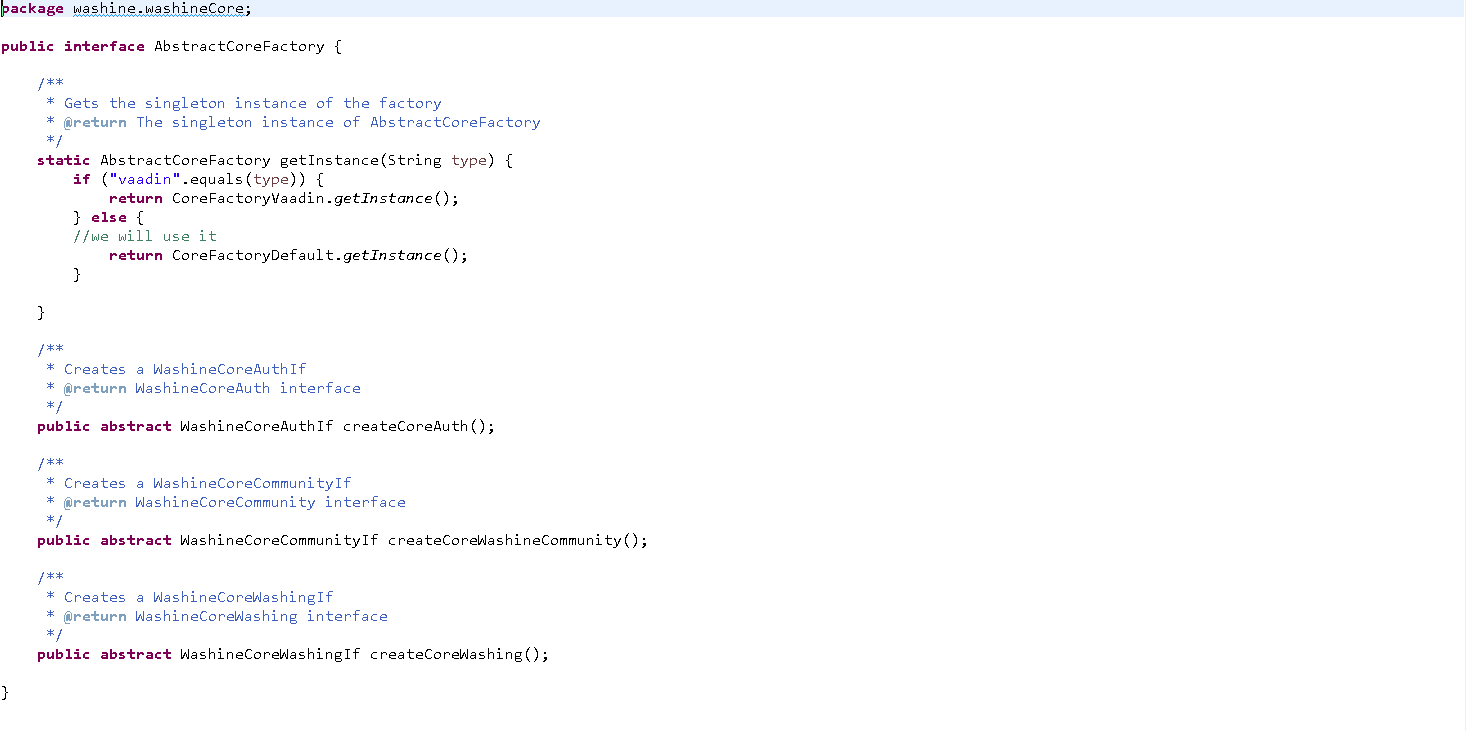 package washine.washineCore;
public interface AbstractCoreFactory {
/**
* Gets the singleton instance of the factory
* @return The singleton instance of AbstractCoreFactory
*/
static AbstractCoreFactory getInstance(String type) {
if ("vaadin".equals(type)) {
return CoreFactoryVaadin.getInstance();
} else {
//we will use it
return CoreFactoryDefault.getInstance();
}
}
/**
* Creates a WashineCoreAuthIf
* @return WashineCoreAuth interface
*/
public abstract WashineCoreAuthIf createCoreAuth();
/**
* Creates a WashineCoreCommunityIf
* @return WashineCoreCommunity interface
*/
public abstract WashineCoreCommunityIf createCoreWashineCommunity();
/**
* Creates a WashineCoreWashingIf
* @return WashineCoreWashing interface
*/
public abstract WashineCoreWashingIf createCoreWashing();
}